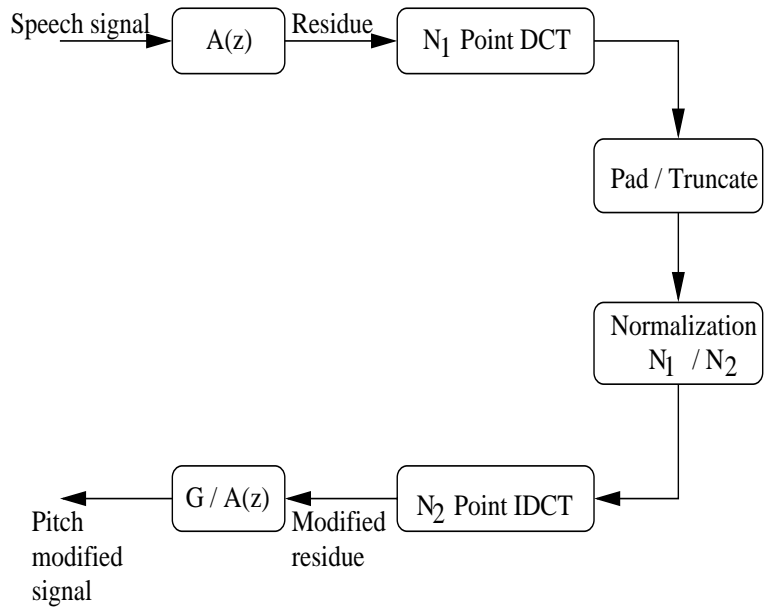 Speech signal
A(z)
Residue
N1 Point DCT
Pad / Truncate
Normalization
N1 / N2
N2 Point IDCT
Modified
residue
G / A(z)
Pitch
modified
signal